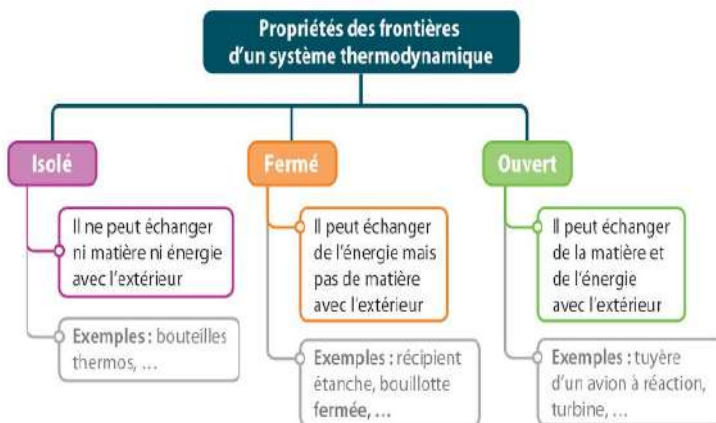 Propriétés des frontières
d'un système thermodynamique
Isolé
Il ne peut échanger
ni matière ni énergie
avec l'extérieur
Exemples : bouteilles
thermos, ...
Fermé
Il peut échanger
de l'énergie mais
pas de matière
avec l'extérieur
Exemples : récipient
étanche, bouillotte
fermée, ...
Ouvert
Il peut échanger
de la matière et
de l'énergie
avec l'extérieur
Exemples : tuyère
d'un avion à réaction,
turbine, ...